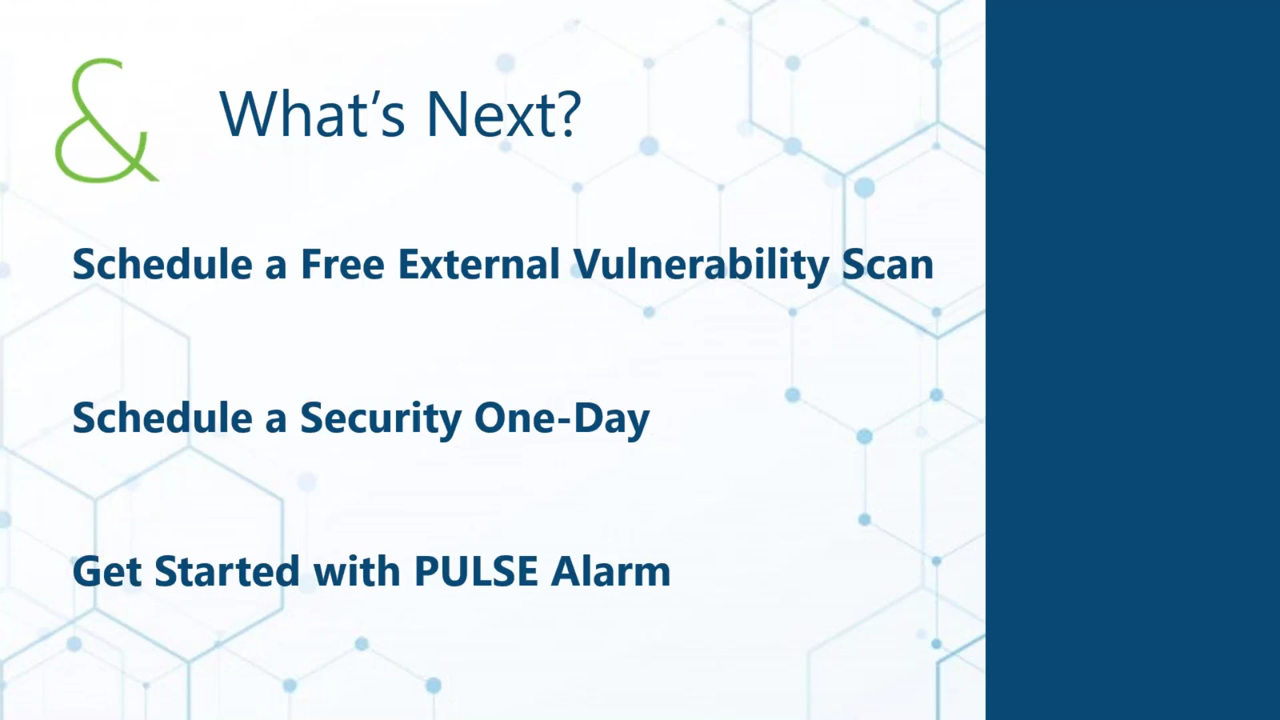 & What's Next?
Schedule a Free External Vulnerability Scan
Schedule a Security One-Day
Get Started with PULSE Alarm